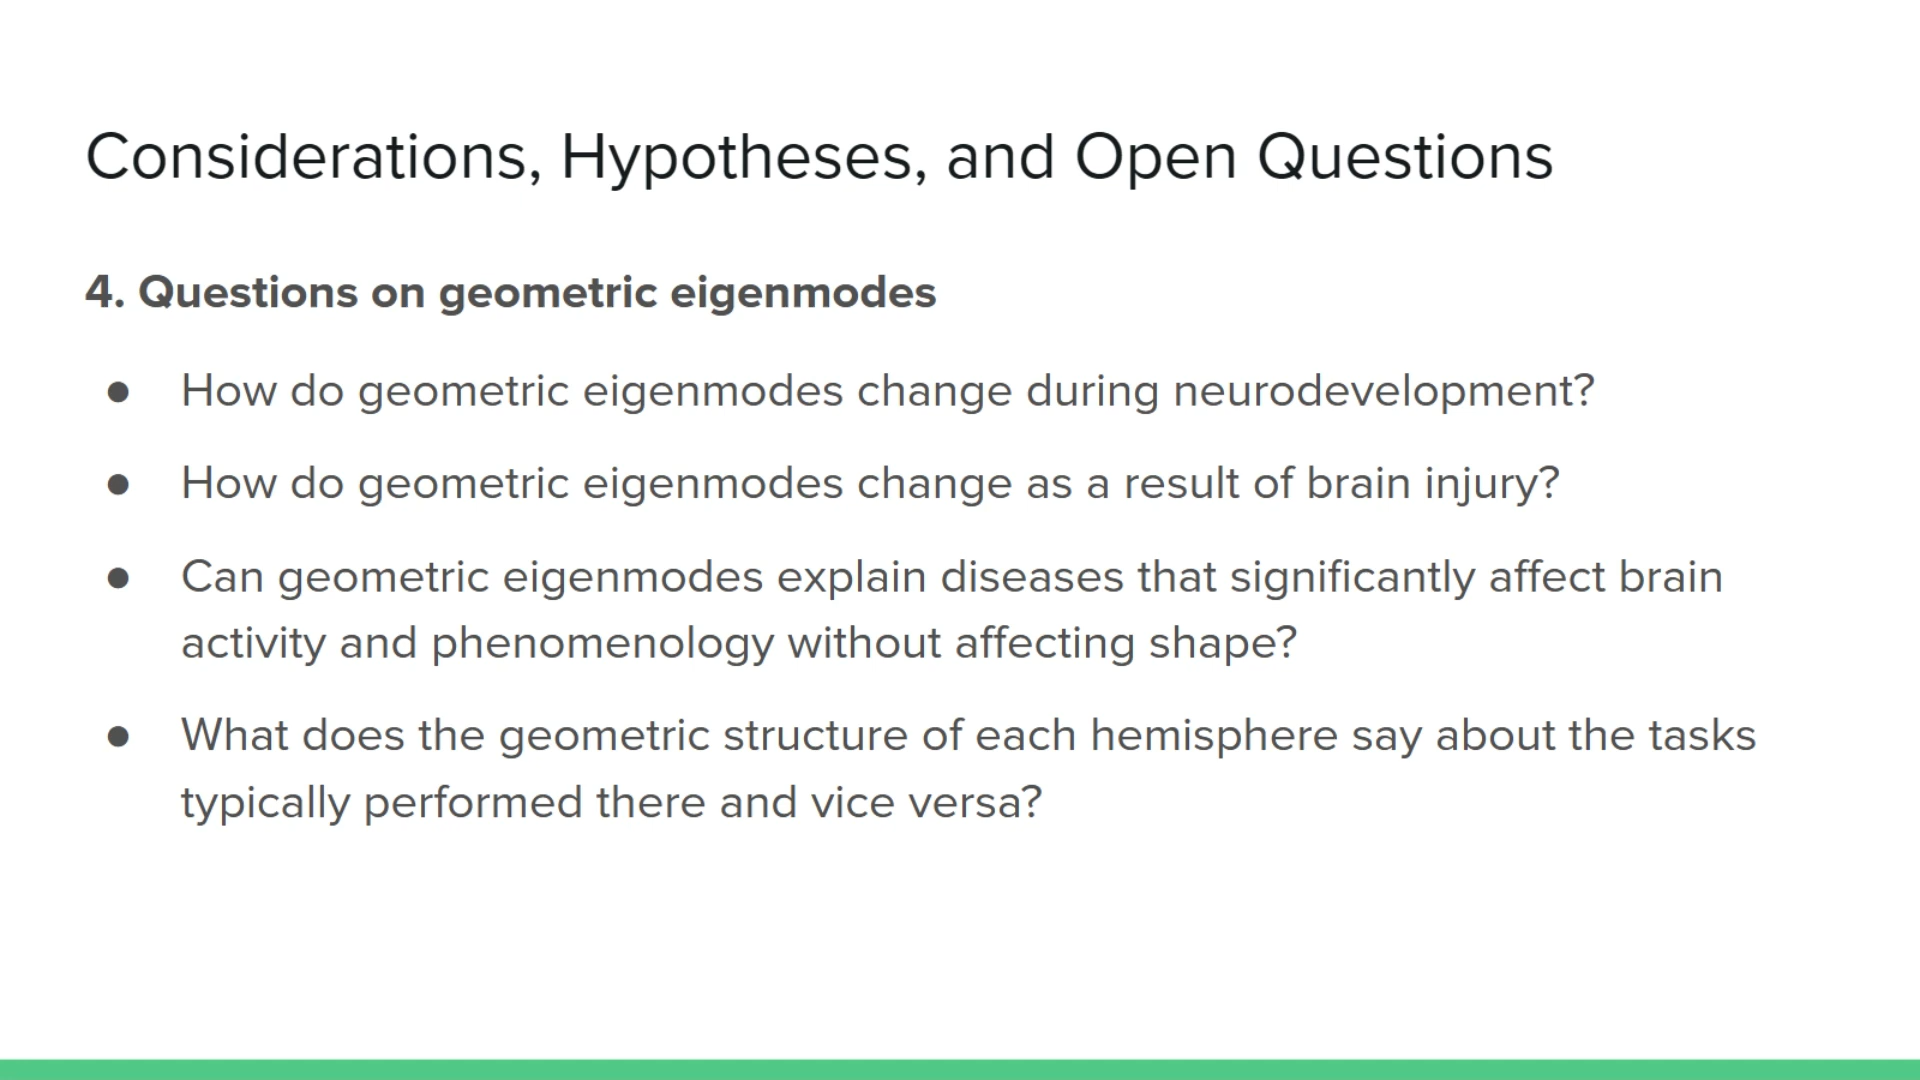 Considerations, Hypotheses, and Open Questions
4. Questions on geometric eigenmodes
● How do geometric eigenmodes change during neurodevelopment?
● How do geometric eigenmodes change as a result of brain injury?
● Can geometric eigenmodes explain diseases that significantly affect brain
activity and phenomenology without affecting shape?
● What does the geometric structure of each hemisphere say about the tasks
typically performed there and vice versa?